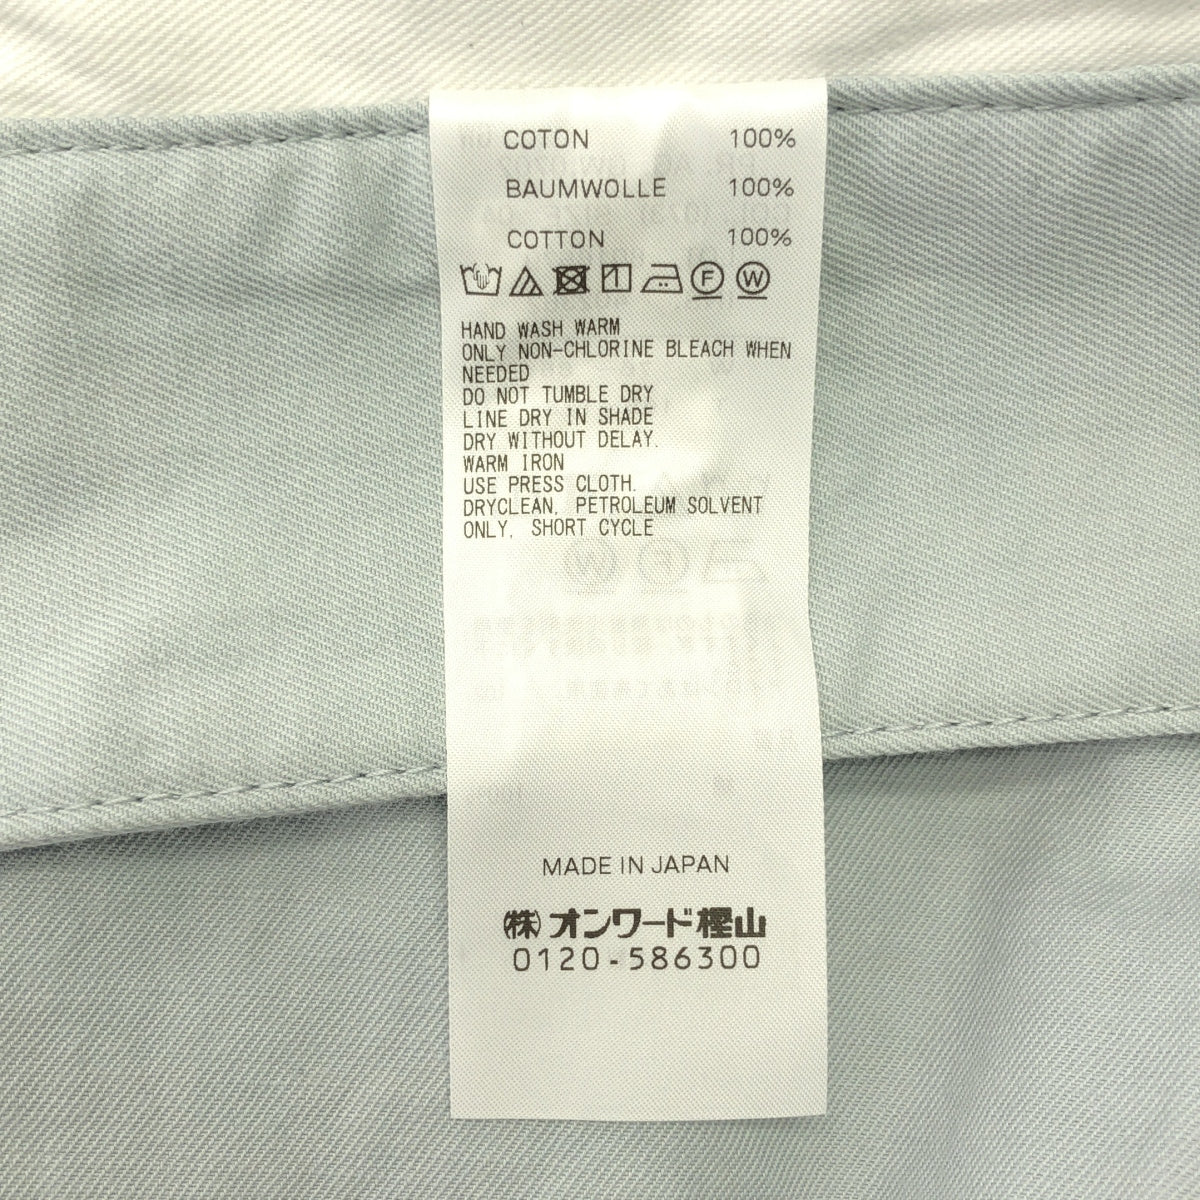 COTON 100%
BAUMWOLLE 100%
COTTON 100%
F W
HAND WASH WARM
ONLY NON-CHLORINE BLEACH WHEN
NEEDED
DO NOT TUMBLE DRY
LINE DRY IN SHADE
DRY WITHOUT DELAY.
WARM IRON
USE PRESS CLOTH.
DRYCLEAN, PETROLEUM SOLVENT
ONLY, SHORT CYCLE
MADE IN JAPAN
㈱オンワード樫山
0120-586300